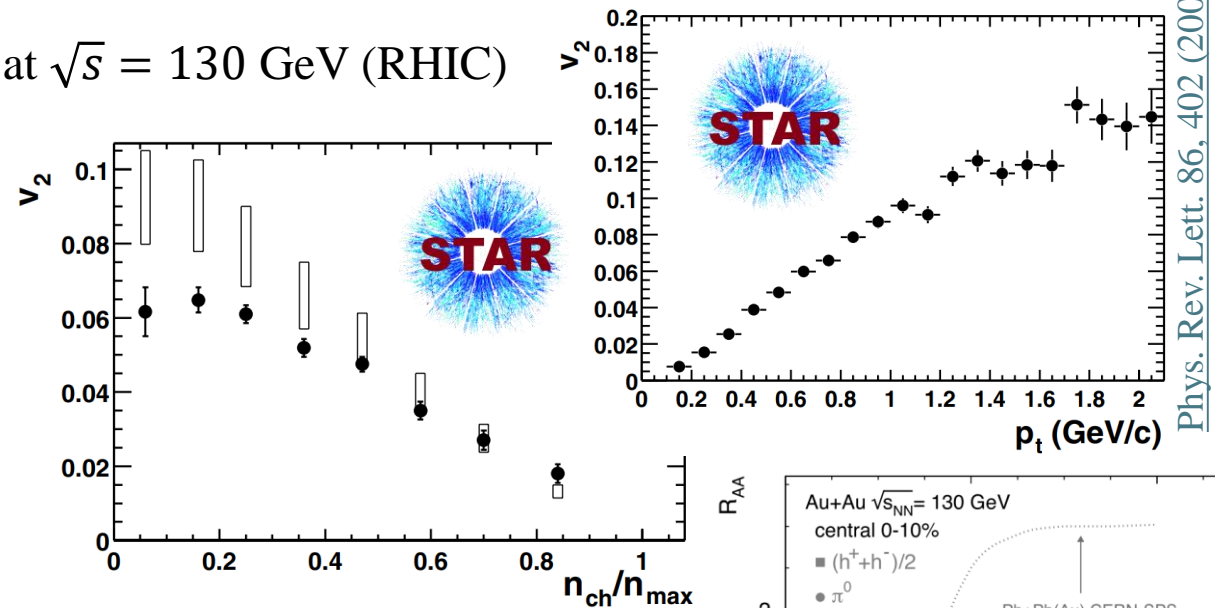 at √s = 130 GeV (RHIC)
v2
0.1
0.08
0.06
0.04
0.02
0
0 0.2 0.4 0.6 0.8 1
nch/nmax
STAR
v2
0.2
0.18
0.16
0.14
0.12
0.1
0.08
0.06
0.04
0.02
0
0 0.2 0.4 0.6 0.8 1 1.2 1.4 1.6 1.8 2
pt (GeV/c)
STAR
Phys. Rev. Lett. 86, 402 (200
RAA
Au+Au √sNN= 130 GeV
central 0-10%
(h++h-)/2
π0